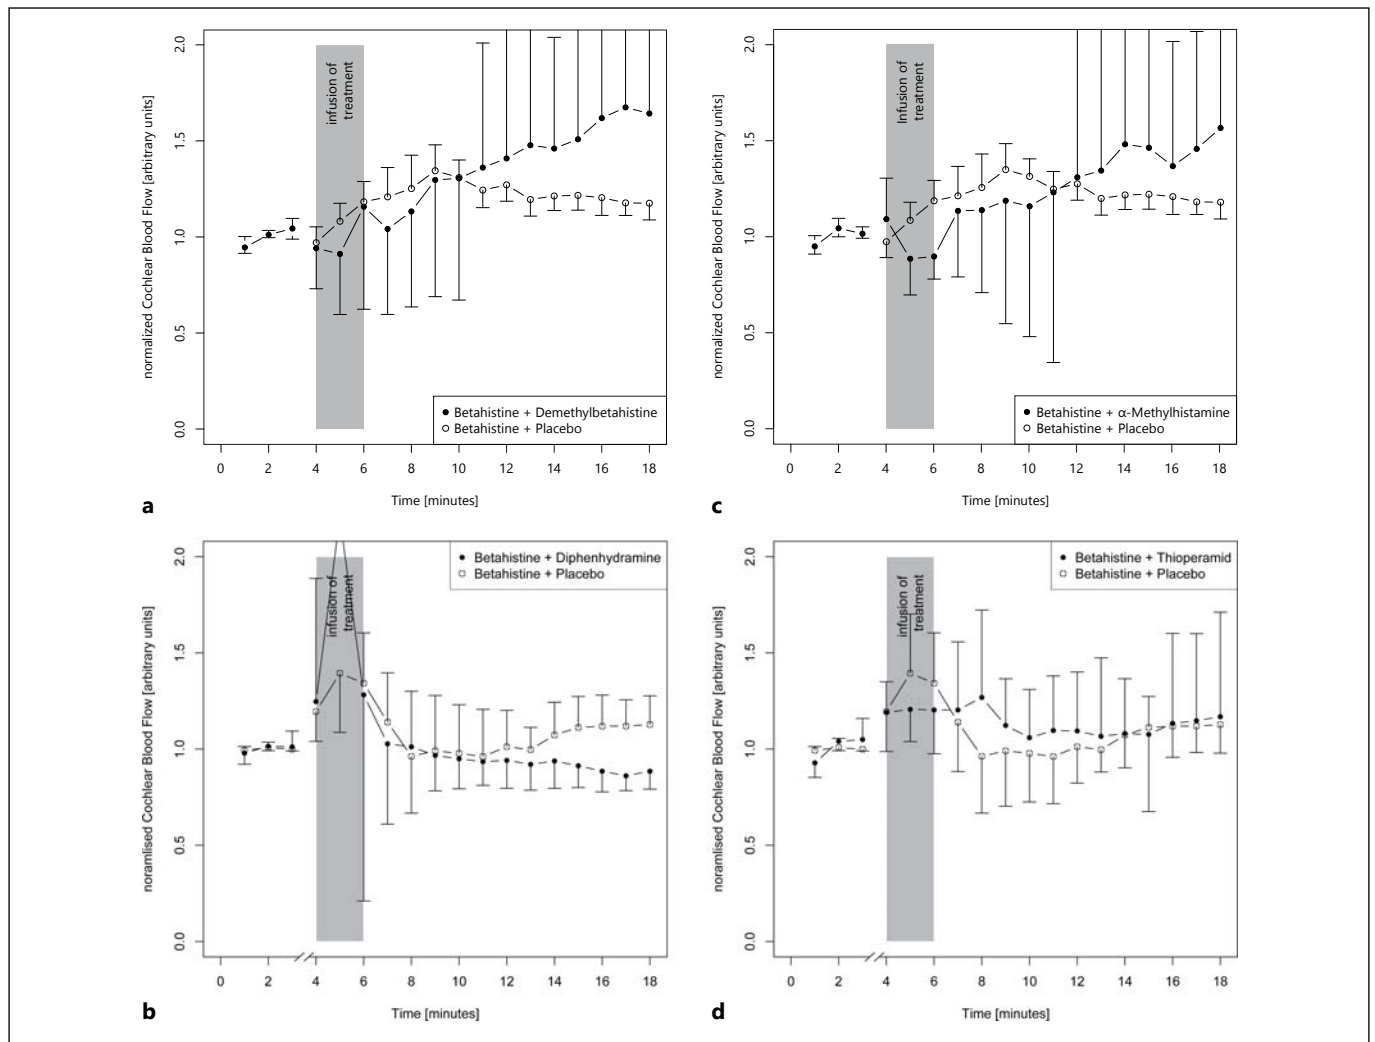 normalized Cochlear Blood Flow [arbitrary units]
2.0
1.5
1.0
0.5
0.0
infusion of
treatment
Betahistine + Demethylbetahistine
Betahistine + Placebo
0 2 4 6 8 10 12 14 16 18
Time [minutes]
a
normalized Cochlear Blood Flow [arbitrary units]
2.0
1.5
1.0
0.5
0.0
Infusion of
treatment
Betahistine + α-Methylhistamine
Betahistine + Placebo
0 2 4 6 8 10 12 14 16 18
Time [minutes]
c
noramlised Cochlear Blood Flow [arbitrary units]
2.0
1.5
1.0
0.5
0.0
infusion of
treatment
Betahistine + Diphenhydramine
Betahistine + Placebo
0 2 4 6 8 10 12 14 16 18
Time [minutes]
b
noramlised Cochlear Blood Flow [arbitrary units]
2.0
1.5
1.0
0.5
0.0
infusion of
treatment
Betahistine + Thioperamid
Betahistine + Placebo
0 2 4 6 8 10 12 14 16 18
Time [minutes]
d